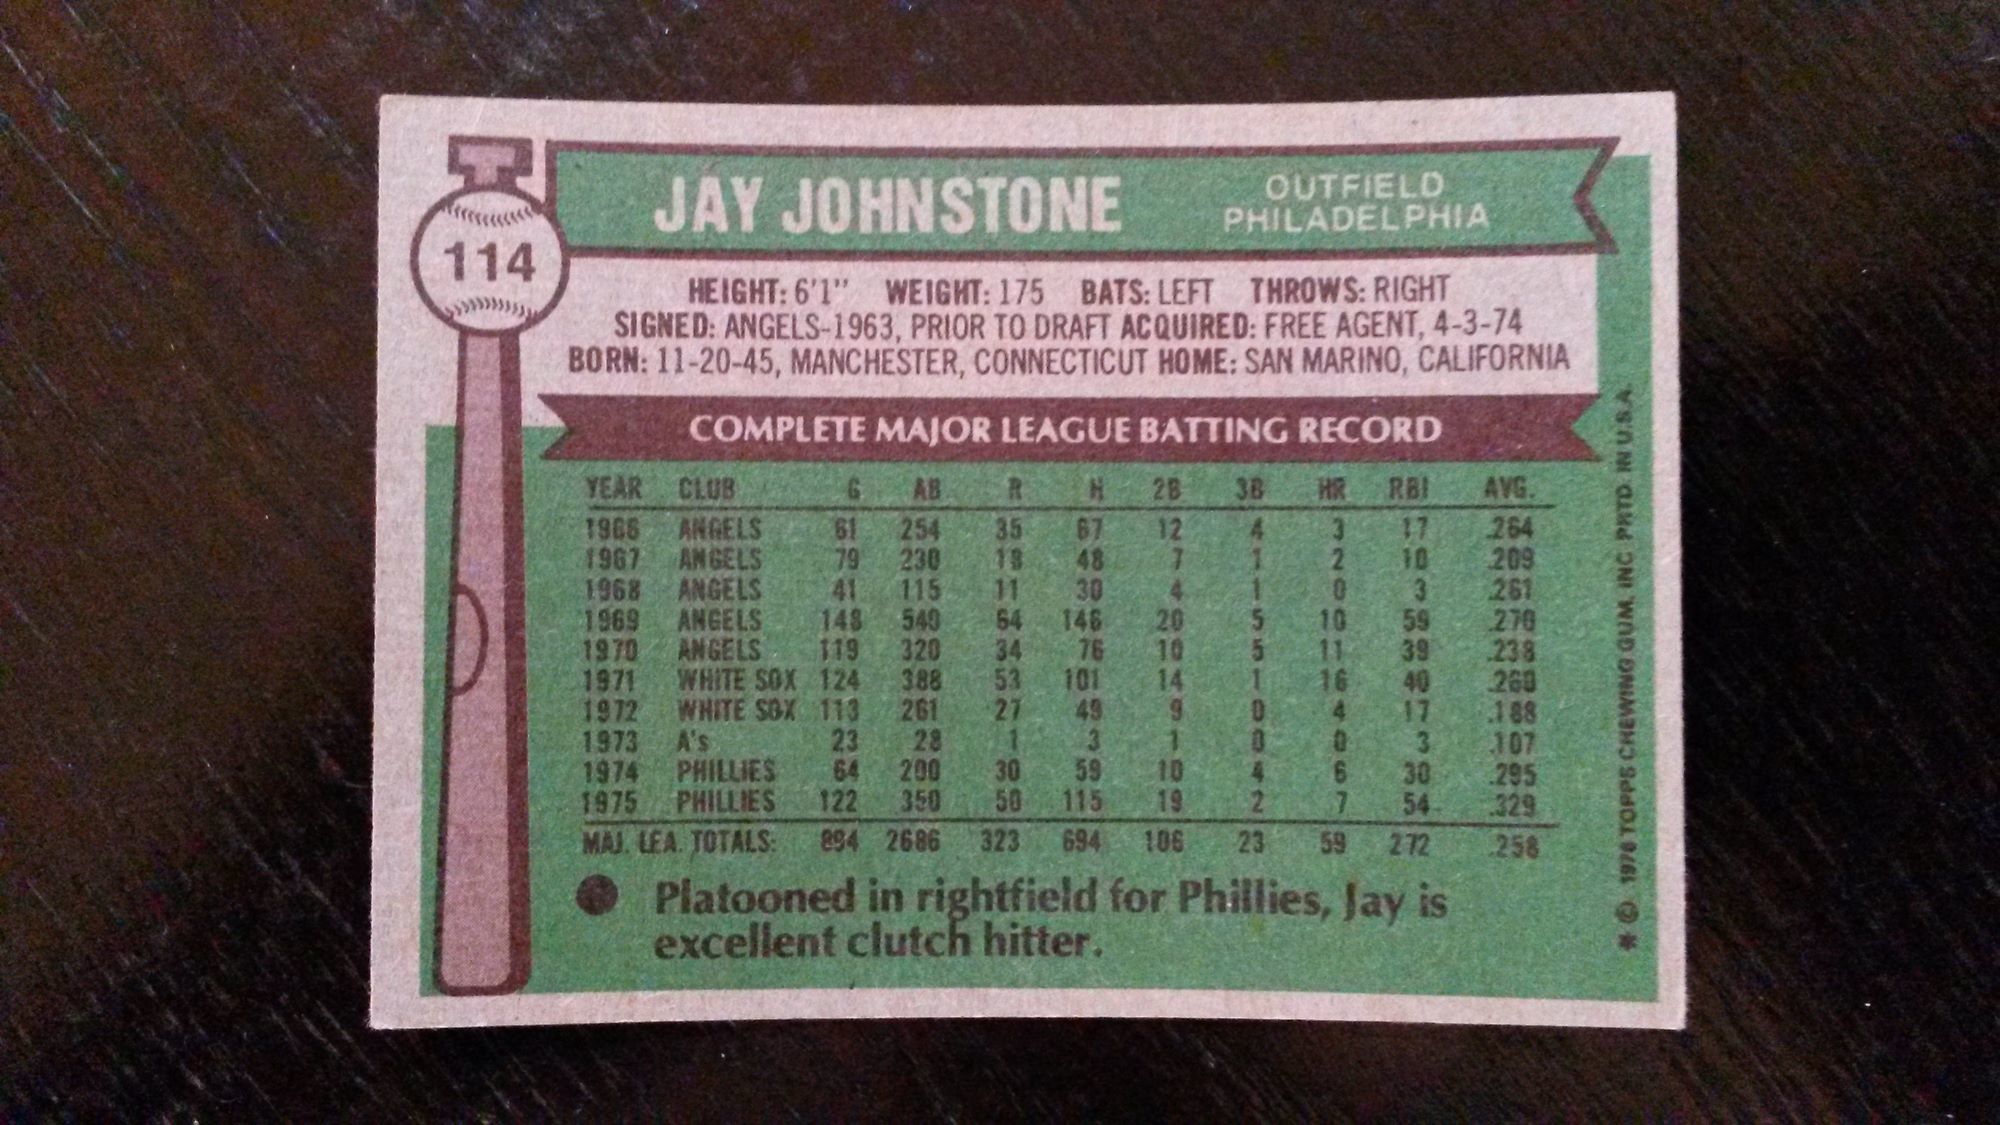 114
JAY JOHNSTONE
OUTFIELD
PHILADELPHIA
HEIGHT: 6'1" WEIGHT: 175 BATS: LEFT THROWS: RIGHT
SIGNED: ANGELS-1963, PRIOR TO DRAFT ACQUIRED: FREE AGENT, 4-3-74
BORN: 11-20-45, MANCHESTER, CONNECTICUT HOME: SAN MARINO, CALIFORNIA
COMPLETE MAJOR LEAGUE BATTING RECORD
YEAR CLUB G AB R H 2B 3B HR RBI AVG.
1966 ANGELS 61 254 35 67 12 4 3 17 .264
1967 ANGELS 79 230 18 48 7 1 2 10 .209
1968 ANGELS 41 115 11 30 4 1 0 3 .261
1969 ANGELS 148 540 64 146 20 5 10 59 .270
1970 ANGELS 119 320 34 76 10 5 11 39 .238
1971 WHITE SOX 124 388 53 101 14 1 16 40 .260
1972 WHITE SOX 113 261 27 49 9 0 4 17 .188
1973 A's 23 28 1 3 1 0 0 3 .107
1974 PHILLIES 64 200 30 59 10 4 6 30 .295
1975 PHILLIES 122 350 50 115 19 2 7 54 .329
MAJ. LEA. TOTALS: 894 2686 323 694 106 23 59 272 .258
Platooned in rightfield for Phillies, Jay is
excellent clutch hitter.
* © 1976 TOPPS CHEWING GUM, INC. PRTD. IN U.S.A.